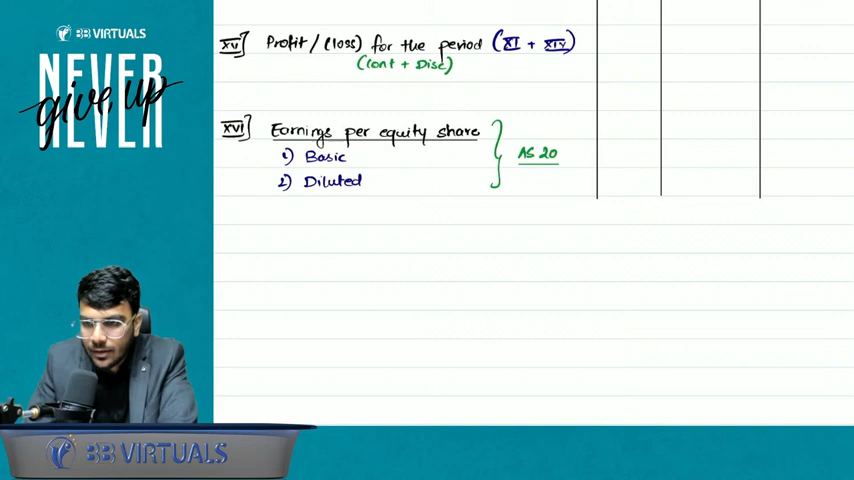 BB VIRTUALS
NEVER
give up
NEVER
XV] Profit / (loss) for the period (XI + XIV)
(Cont + Disc)
XVI] Earnings per equity share
1) Basic
2) Diluted
AS 20
BB VIRTUALS